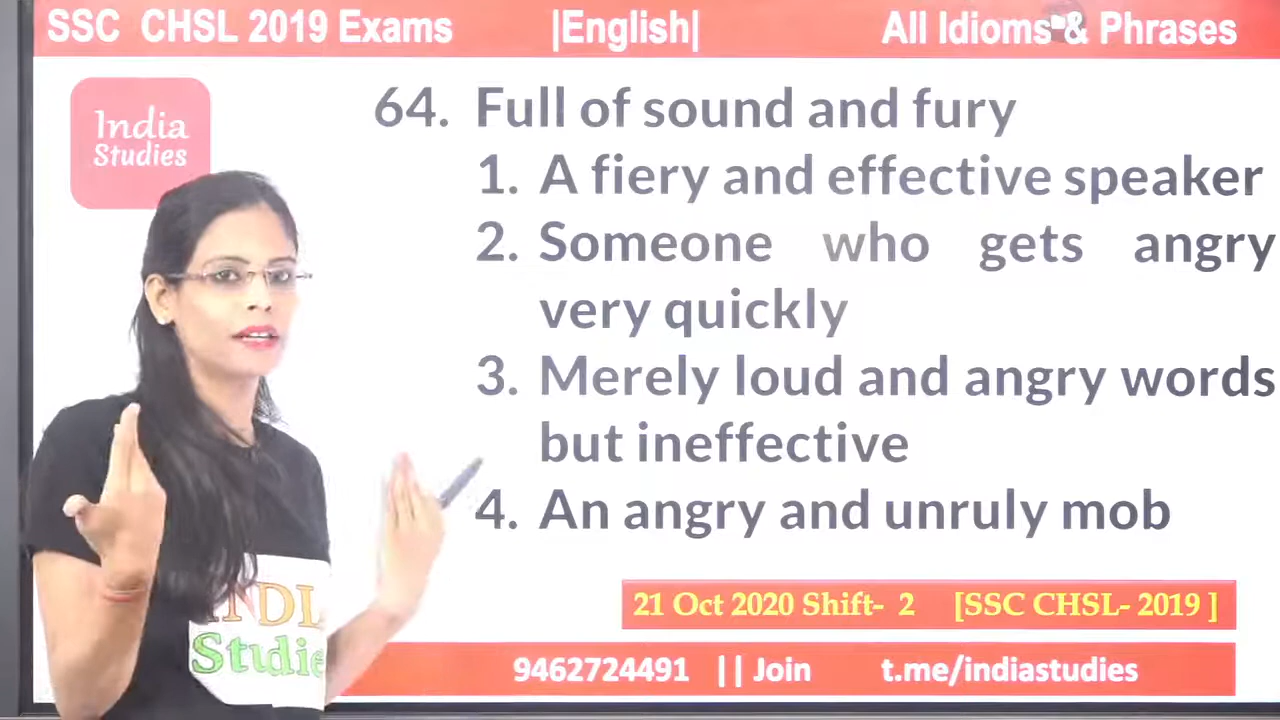 SSC CHSL 2019 Exams |English| All Idioms & Phrases
India
Studies
64. Full of sound and fury
1. A fiery and effective speaker
2. Someone who gets angry
very quickly
3. Merely loud and angry words
but ineffective
4. An angry and unruly mob
INDI
Studie
21 Oct 2020 Shift- 2 [SSC CHSL- 2019 ]
9462724491 || Join t.me/indiastudies